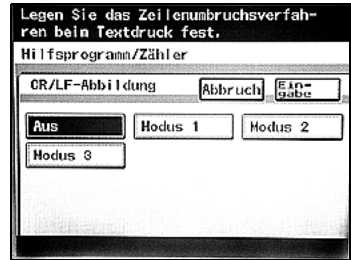 Legen Sie das Zeilenumbruchsverfah-
ren beim Textdruck fest.
Hilfsprogramm/Zähler
CR/LF-Abbildung
Abbruch
Ein-
gabe
Aus
Modus 1
Modus 2
Modus 3